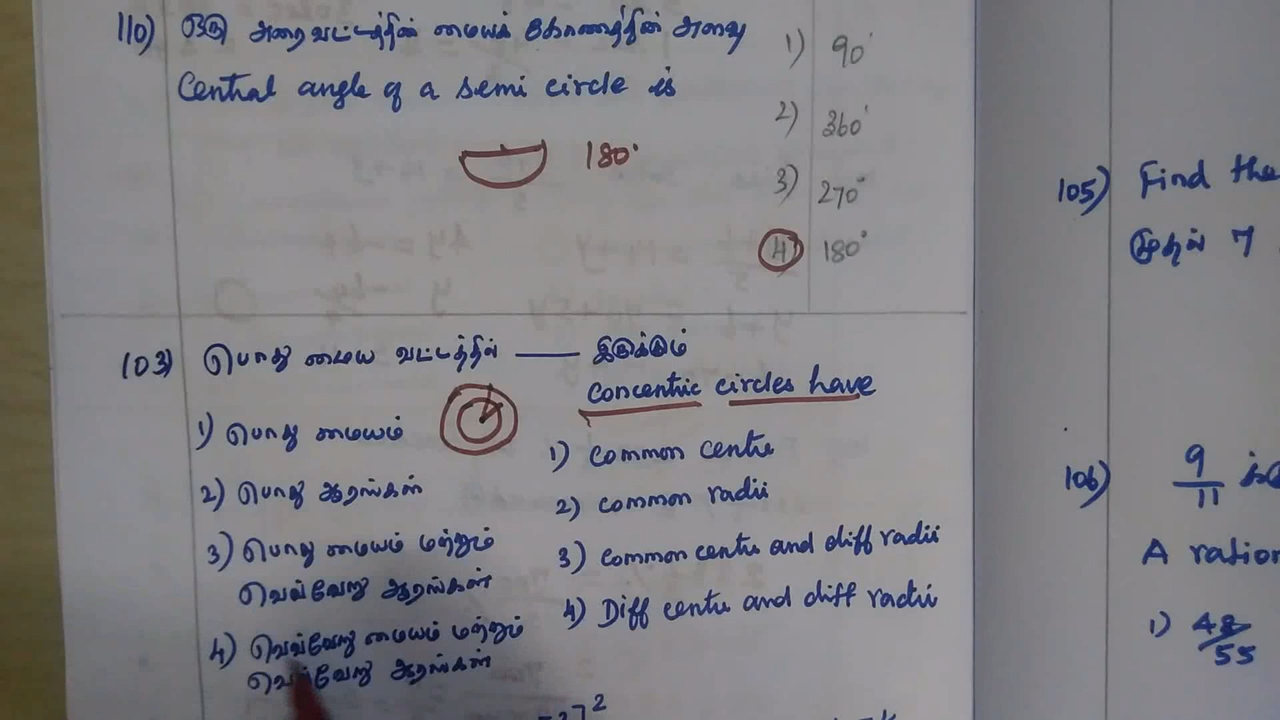 110) ஒரு அரை வட்டத்தின் மையக் கோணத்தின் அளவு
Central angle of a semi circle is
180°
1) 90°
2) 360°
3) 270°
4) 180°
103) பொது மைய வட்டத்தில் —— இருக்கும்
Concentric circles have
1) பொது மையம்
2) பொது ஆரங்கள்
3) பொது மையம் மற்றும்
வெவ்வேறு ஆரங்கள்
4) வெவ்வேறு மையம் மற்றும்
வெவ்வேறு ஆரங்கள்
1) Common centre
2) Common radii
3) Common centre and diff radii
4) Diff centre and diff radii
105) Find the
முதல் 7
106) 9/11
A ration
1) 48/55